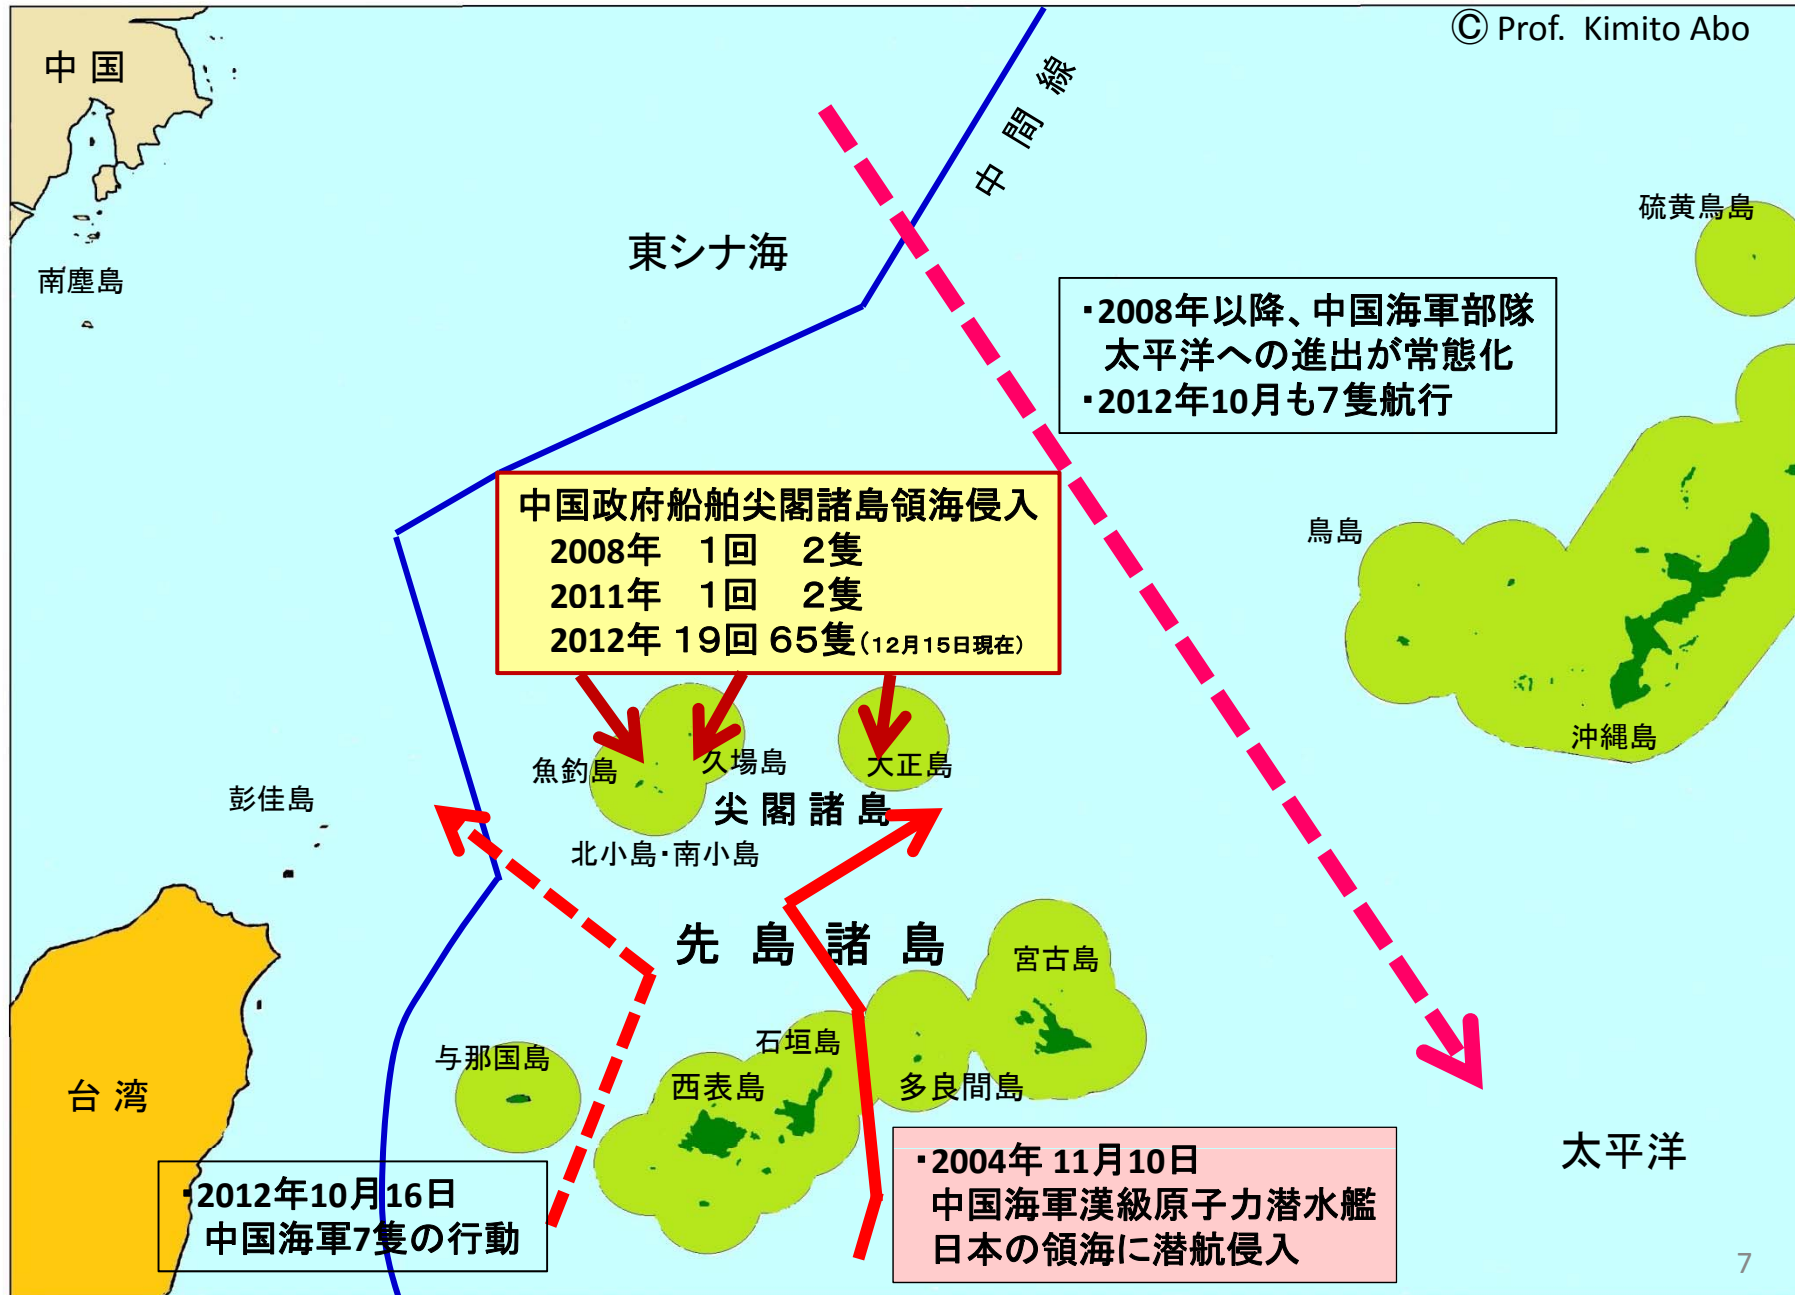 © Prof. Kimito Abo
中国
中間線
硫黄鳥島
東シナ海
南塵島
・2008年以降、中国海軍部隊
太平洋への進出が常態化
・2012年10月も7隻航行
中国政府船舶尖閣諸島領海侵入
2008年 1回 2隻
2011年 1回 2隻
2012年 19回 65隻(12月15日現在)
鳥島
沖縄島
魚釣島
久場島
大正島
尖閣諸島
彭佳島
北小島・南小島
先島諸島
宮古島
石垣島
与那国島
西表島
多良間島
台湾
太平洋
・2012年10月16日
中国海軍7隻の行動
・2004年 11月10日
中国海軍漢級原子力潜水艦
日本の領海に潜航侵入
7